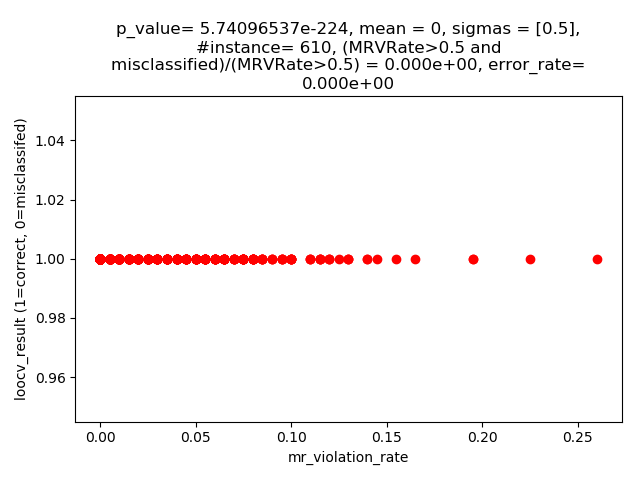 p_value= 5.74096537e-224, mean = 0, sigmas = [0.5],
#instance= 610, (MRVRate>0.5 and
misclassified)/(MRVRate>0.5) = 0.000e+00, error_rate=
0.000e+00
loocv_result (1=correct, 0=misclassifed)
1.04
1.02
1.00
0.98
0.96
0.00
0.05
0.10
0.15
0.20
0.25
mr_violation_rate